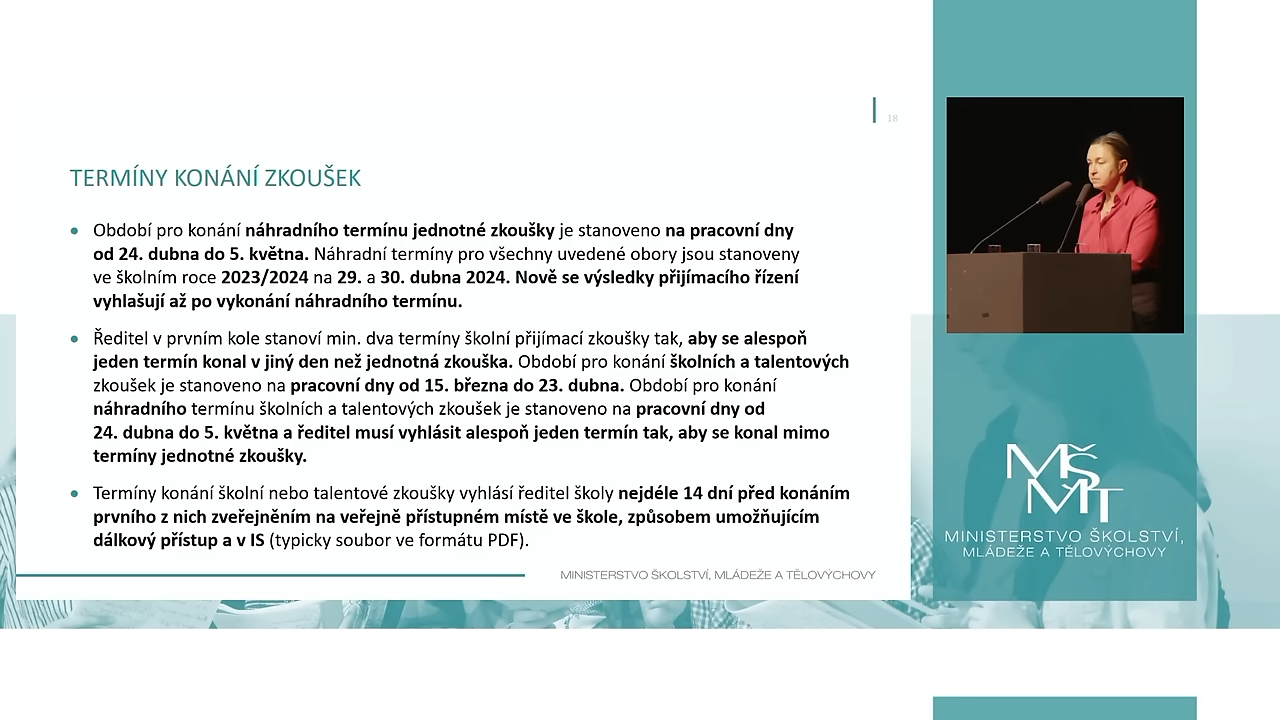 18
TERMÍNY KONÁNÍ ZKOUŠEK
• Období pro konání náhradního termínu jednotné zkoušky je stanoveno na pracovní dny
od 24. dubna do 5. května. Náhradní termíny pro všechny uvedené obory jsou stanoveny
ve školním roce 2023/2024 na 29. a 30. dubna 2024. Nově se výsledky přijímacího řízení
vyhlašují až po vykonání náhradního termínu.
• Ředitel v prvním kole stanoví min. dva termíny školní přijímací zkoušky tak, aby se alespoň
jeden termín konal v jiný den než jednotná zkouška. Období pro konání školních a talentových
zkoušek je stanoveno na pracovní dny od 15. března do 23. dubna. Období pro konání
náhradního termínu školních a talentových zkoušek je stanoveno na pracovní dny od
24. dubna do 5. května a ředitel musí vyhlásit alespoň jeden termín tak, aby se konal mimo
termíny jednotné zkoušky.
• Termíny konání školní nebo talentové zkoušky vyhlásí ředitel školy nejdéle 14 dní před konáním
prvního z nich zveřejněním na veřejně přístupném místě ve škole, způsobem umožňujícím
dálkový přístup a v IS (typicky soubor ve formátu PDF).
MINISTERSTVO ŠKOLSTVÍ, MLÁDEŽE A TĚLOVÝCHOVY
MŠ
MT
MINISTERSTVO ŠKOLSTVÍ,
MLÁDEŽE A TĚLOVÝCHOVY